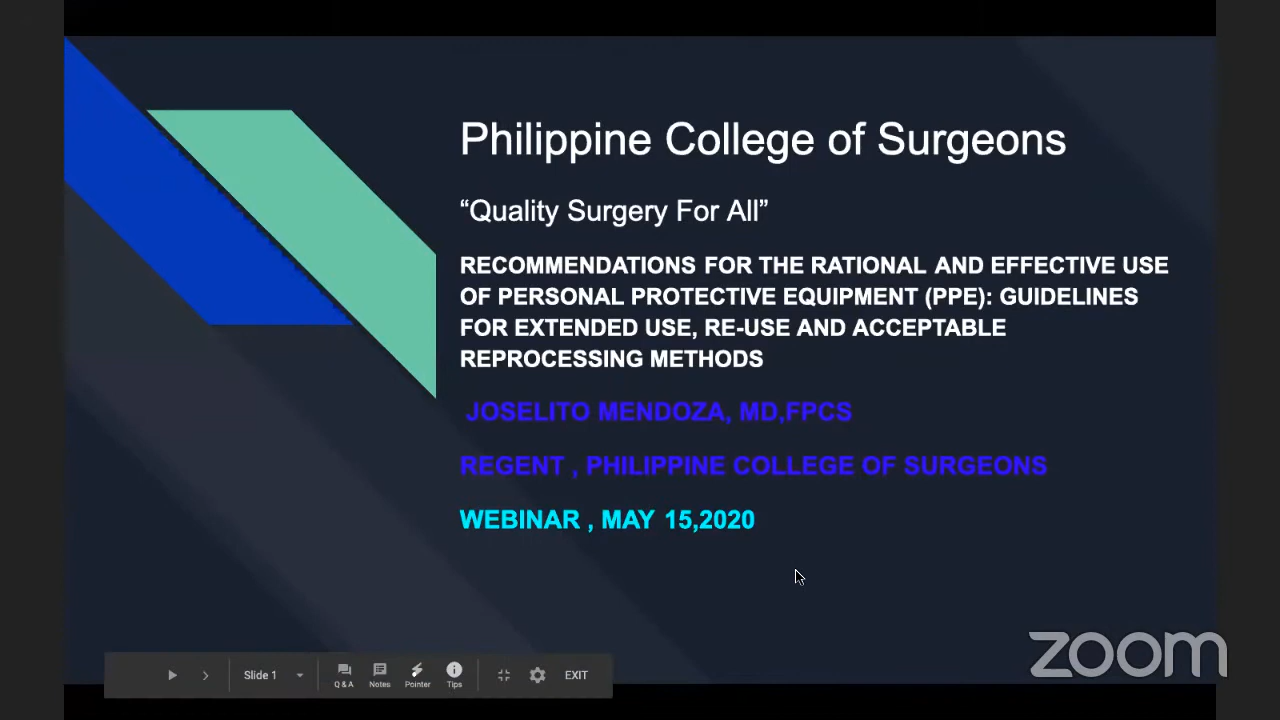 Philippine College of Surgeons
“Quality Surgery For All”
RECOMMENDATIONS FOR THE RATIONAL AND EFFECTIVE USE
OF PERSONAL PROTECTIVE EQUIPMENT (PPE): GUIDELINES
FOR EXTENDED USE, RE-USE AND ACCEPTABLE
REPROCESSING METHODS
JOSELITO MENDOZA, MD,FPCS
REGENT , PHILIPPINE COLLEGE OF SURGEONS
WEBINAR , MAY 15,2020
Slide 1
Q & A
Notes
Pointer
Tips
EXIT
zoom